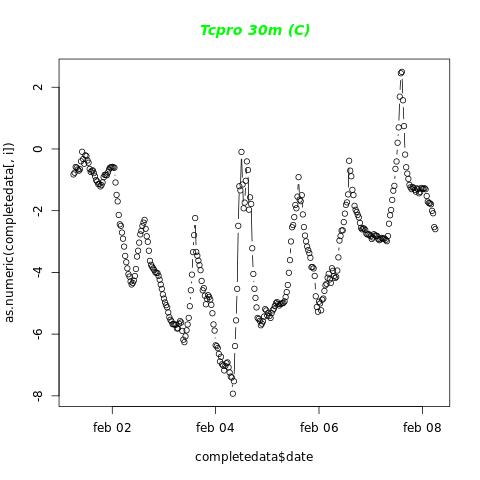 Tcpro 30m (C)
as.numeric(completedata[, i])
2
0
-2
-4
-6
-8
feb 02
feb 04
feb 06
feb 08
completedata$date